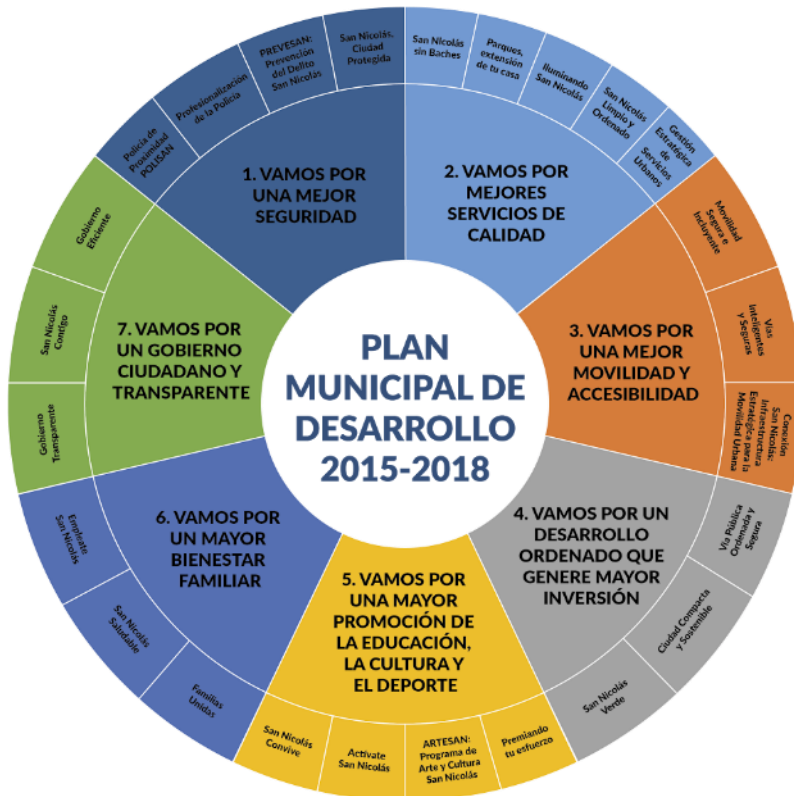 PLAN
MUNICIPAL DE
DESARROLLO
2015-2018
1. VAMOS POR
UNA MEJOR
SEGURIDAD
Policía de
Proximidad
POLISAN
Profesionalización
de la Policía
PREVESAN:
Prevención
del Delito
San Nicolás
San Nicolás,
Ciudad
Protegida
2. VAMOS POR
MEJORES
SERVICIOS DE
CALIDAD
San Nicolás
sin Baches
Parques,
extensión
de tu casa
Iluminando
San Nicolás
San Nicolás
Limpio y
Ordenado
Gestión
Estratégica
de
Servicios
Urbanos
3. VAMOS POR
UNA MEJOR
MOVILIDAD Y
ACCESIBILIDAD
Movilidad
Segura e
Incluyente
Vías
Inteligentes
y Seguras
Conexión
San Nicolás:
Infraestructura
Estratégica para la
Movilidad Urbana
4. VAMOS POR UN
DESARROLLO
ORDENADO QUE
GENERE MAYOR
INVERSIÓN
Vía Pública
Ordenada y
Segura
Ciudad Compacta
y Sostenible
San Nicolás
Verde
5. VAMOS POR
UNA MAYOR
PROMOCIÓN DE
LA EDUCACIÓN,
LA CULTURA Y
EL DEPORTE
Premiando
tu esfuerzo
ARTESAN:
Programa de
Arte y Cultura
San Nicolás
Actívate
San Nicolás
San Nicolás
Convive
6. VAMOS POR
UN MAYOR
BIENESTAR
FAMILIAR
Familias
Unidas
San Nicolás
Saludable
Empleate
San Nicolás
7. VAMOS POR
UN GOBIERNO
CIUDADANO Y
TRANSPARENTE
Gobierno
Transparente
San Nicolás
Contigo
Gobierno
Eficiente